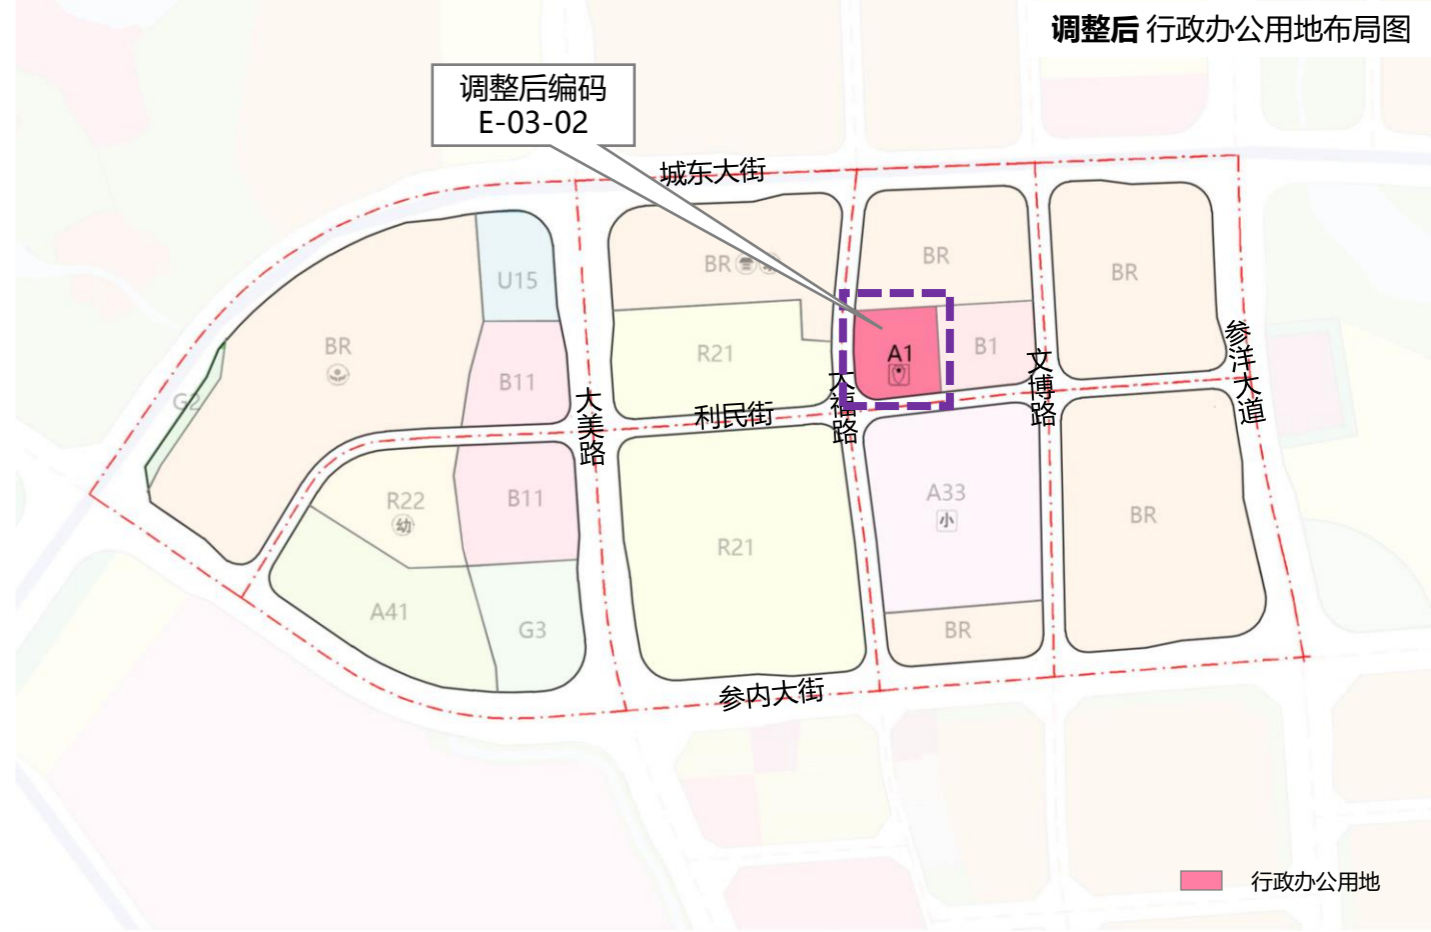 调整后 行政办公用地布局图
调整后编码
E-03-02
城东大街
U15
BR
BR
BR
BR
R21
A1
B1
B11
G2
参洋大道
文博路
大福路
大美路
利民街
R22
幼
B11
A33
小
BR
R21
A41
G3
BR
参内大街
行政办公用地